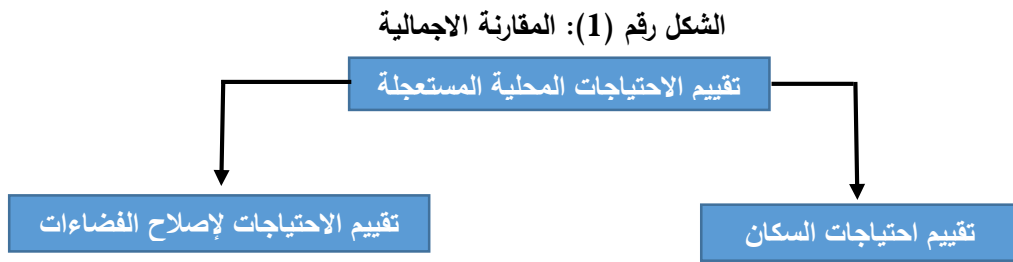 الشكل رقم (1): المقارنة الاجمالية
تقييم الاحتياجات المحلية المستعجلة
تقييم احتياجات السكان
تقييم الاحتياجات لإصلاح الفضاءات